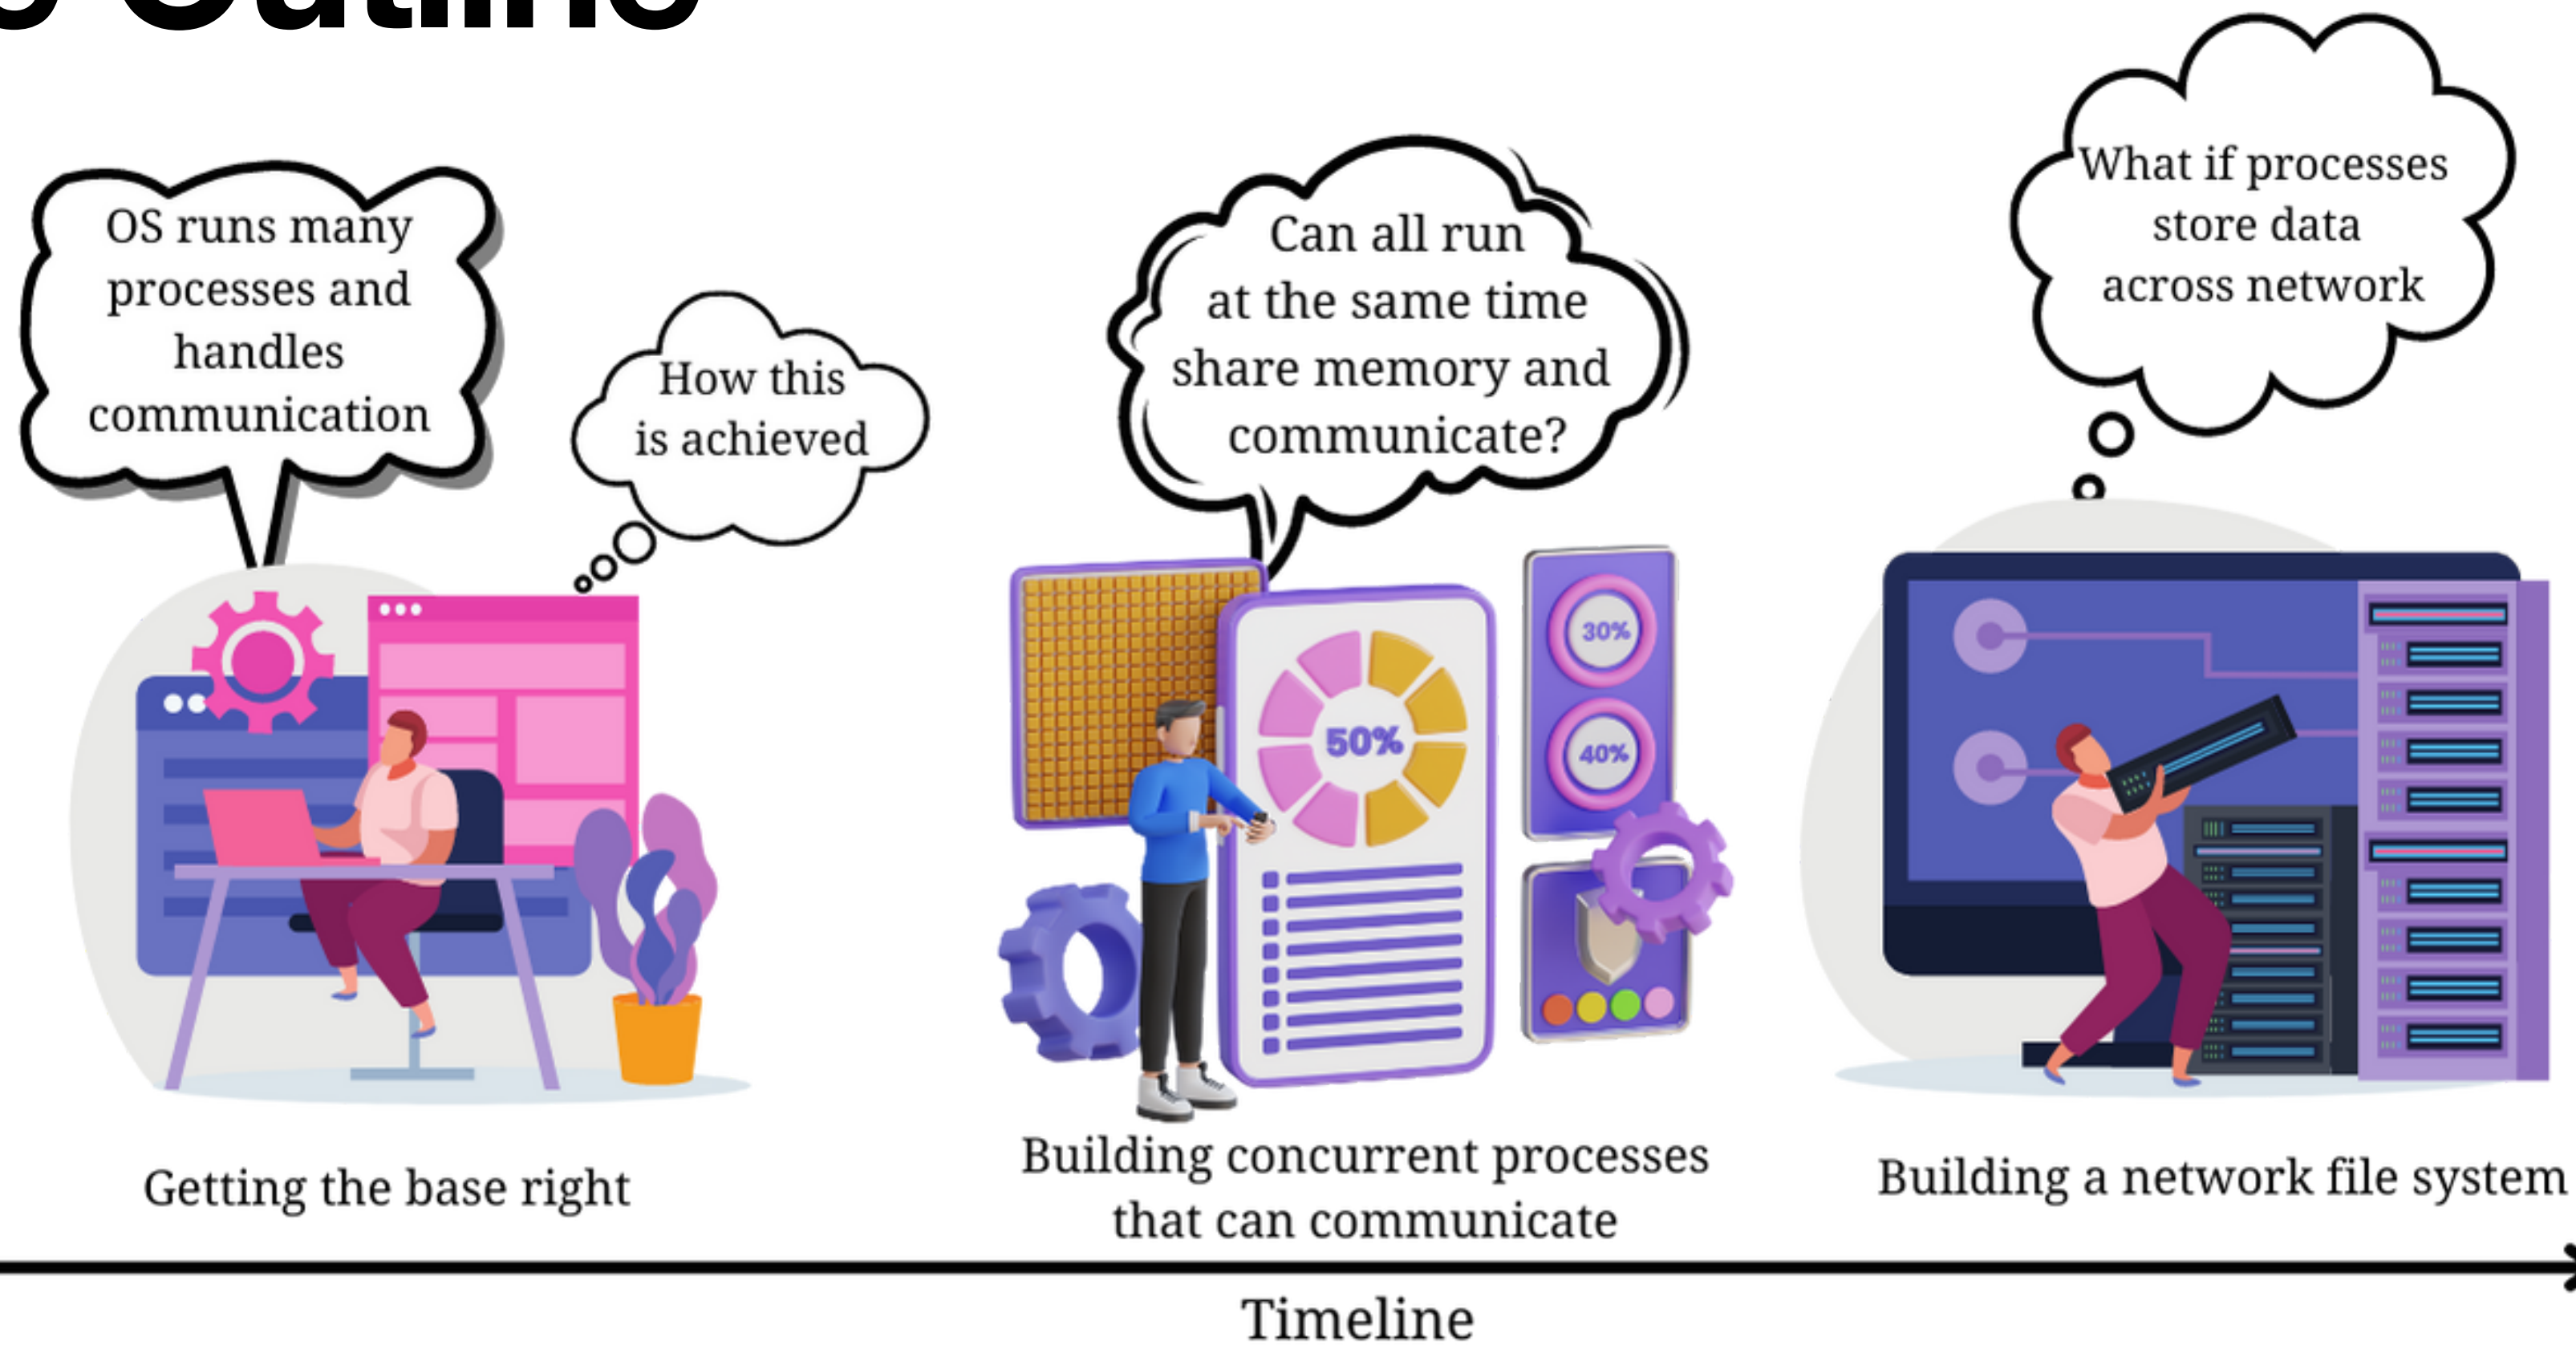 Outline
OS runs many
processes and
handles
communication
How this
is achieved
Can all run
at the same time
share memory and
communicate?
What if processes
store data
across network
30%
50%
40%
Getting the base right
Building concurrent processes
that can communicate
Building a network file system
Timeline